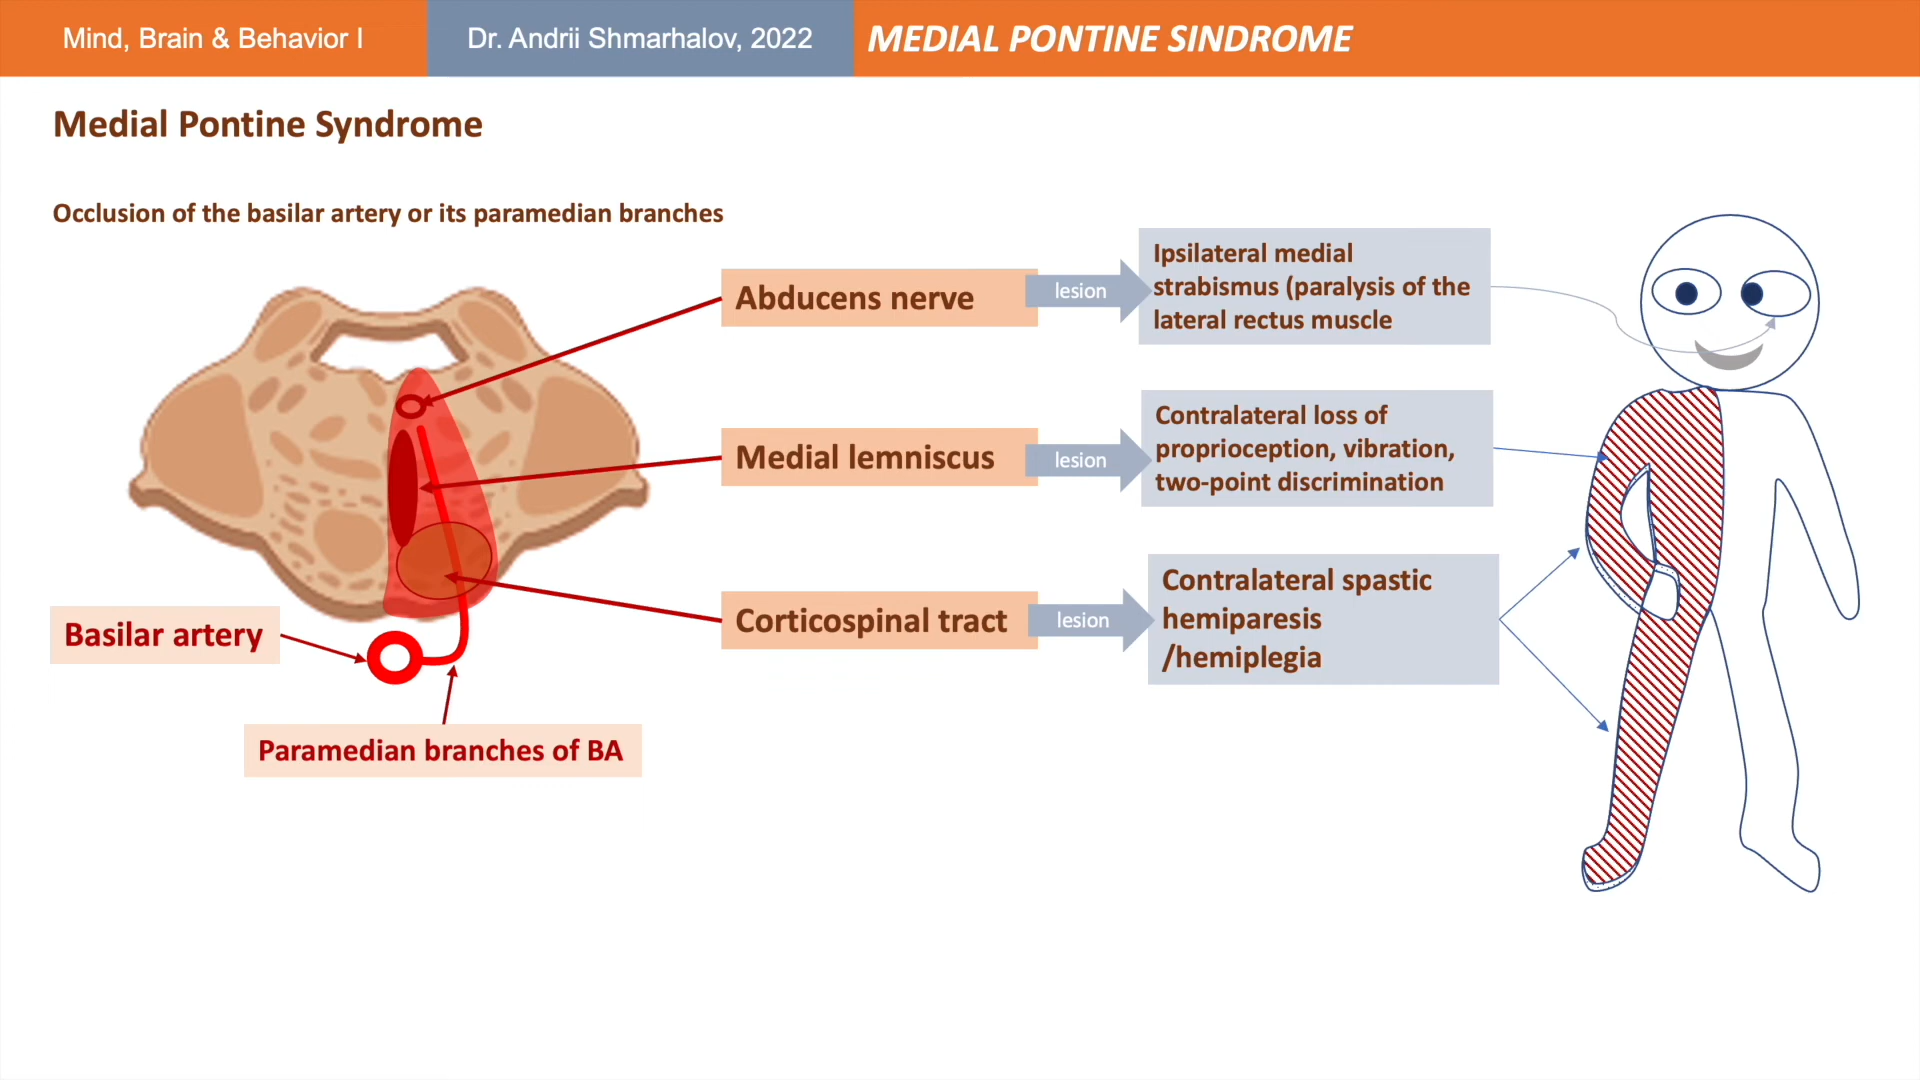 Mind, Brain & Behavior I
Dr. Andrii Shmarhalov, 2022
MEDIAL PONTINE SINDROME
Medial Pontine Syndrome
Occlusion of the basilar artery or its paramedian branches
Abducens nerve
lesion
Ipsilateral medial
strabismus (paralysis of the
lateral rectus muscle
Medial lemniscus
lesion
Contralateral loss of
proprioception, vibration,
two-point discrimination
Corticospinal tract
lesion
Contralateral spastic
hemiparesis
/hemiplegia
Basilar artery
Paramedian branches of BA